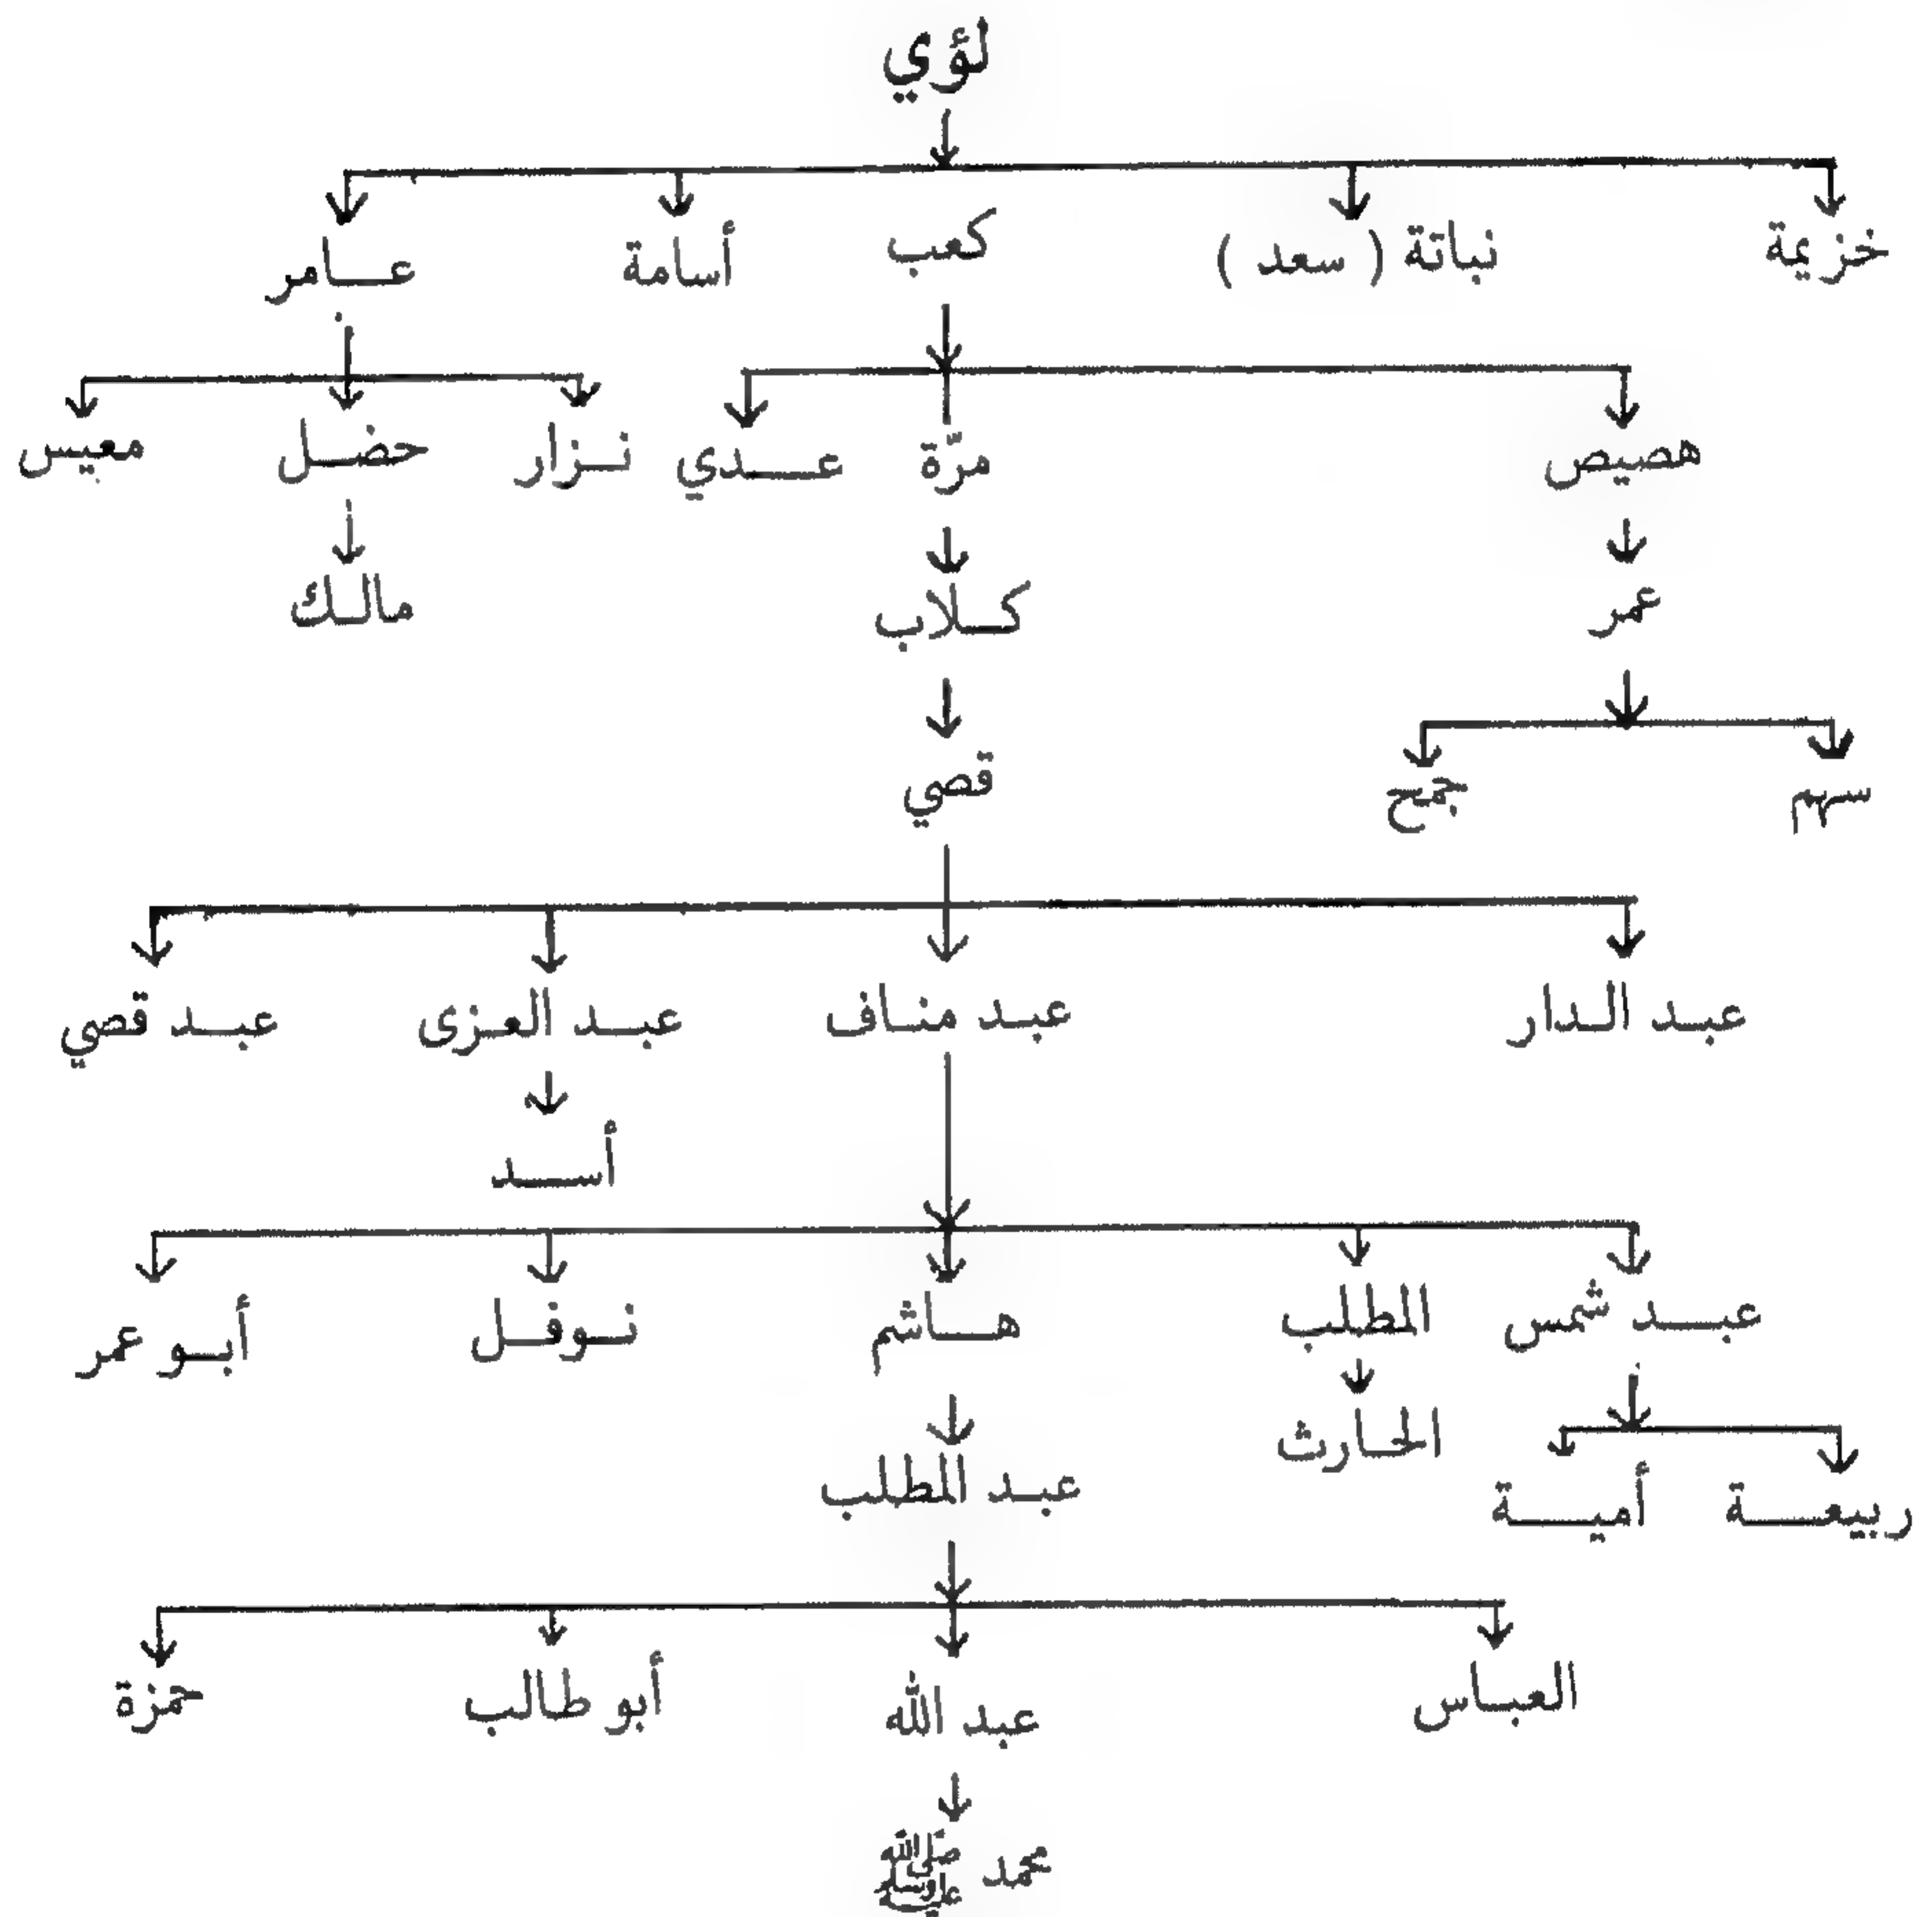 لؤي
خزيمة نباتة ( سعد ) كعب أسامة عامر
هصيص مرّة عدي نزار حضل معيس
عمر كلاب مالك
قصي
سهم جمح
عبد الدار عبد مناف عبد العزى عبد قصي
أسد
عبد شمس المطلب هاشم نوفل أبو عمر
الحارث
ربيعة أمية عبد المطلب
العباس عبد الله أبو طالب حمزة
محمد صلى الله عليه وسلم